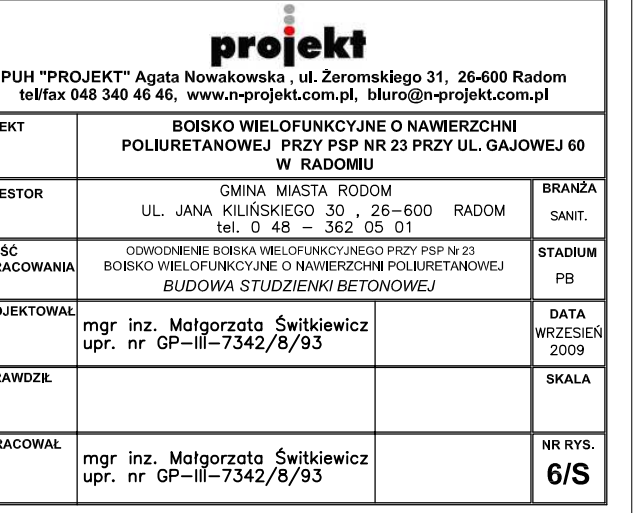 projekt
PUH "PROJEKT" Agata Nowakowska , ul. Żeromskiego 31, 26-600 Radom
tel/fax 048 340 46 46, www.n-projekt.com.pl, biuro@n-projekt.com.pl
EKT
BOISKO WIELOFUNKCYJNE O NAWIERZCHNI
POLIURETANOWEJ PRZY PSP NR 23 PRZY UL. GAJOWEJ 60
W RADOMIU
ESTOR
GMINA MIASTA RODOM
UL. JANA KILIŃSKIEGO 30 , 26-600 RADOM
tel. 0 48 - 362 05 01
BRANŻA
SANIT.
ŚĆ
RACOWANIA
ODWODNIENIE BOISKA WIELOFUNKCYJNEGO PRZY PSP Nr 23
BOISKO WIELOFUNKCYJNE O NAWIERZCHNI POLIURETANOWEJ
BUDOWA STUDZIENKI BETONOWEJ
STADIUM
PB
OJEKTOWAŁ
mgr inz. Małgorzata Świtkiewicz
upr. nr GP-III-7342/8/93
DATA
WRZESIEŃ
2009
RAWDZIŁ
SKALA
RACOWAŁ
mgr inz. Małgorzata Świtkiewicz
upr. nr GP-III-7342/8/93
NR RYS.
6/S